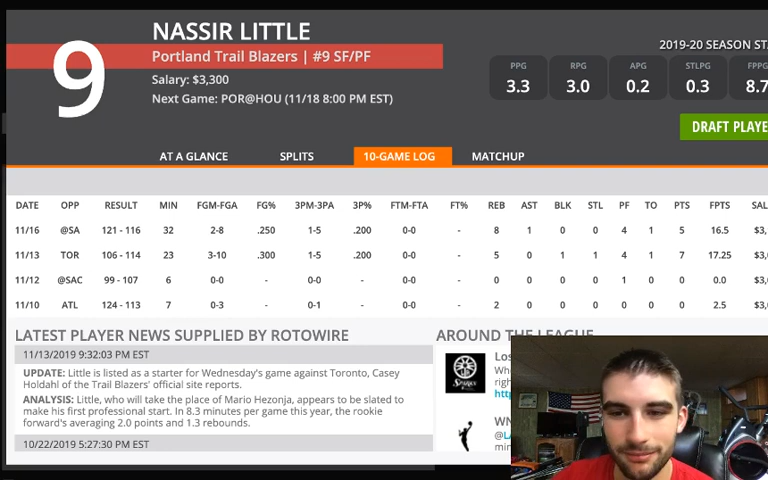 9
NASSIR LITTLE
Portland Trail Blazers | #9 SF/PF
Salary: $3,300
Next Game: POR@HOU (11/18 8:00 PM EST)
2019-20 SEASON ST
PPG RPG APG STLPG FPPG
3.3 3.0 0.2 0.3 8.7
DRAFT PLAYE
AT A GLANCE SPLITS 10-GAME LOG MATCHUP
DATE OPP RESULT MIN FGM-FGA FG% 3PM-3PA 3P% FTM-FTA FT% REB AST BLK STL PF TO PTS FPTS SAL
11/16 @SA 121 - 116 32 2-8 .250 1-5 .200 0-0 - 8 1 0 0 4 1 5 16.5 $3,
11/13 TOR 106 - 114 23 3-10 .300 1-5 .200 0-0 - 5 0 1 1 4 1 7 17.25 $3,
11/12 @SAC 99 - 107 6 0-0 - 0-0 - 0-0 - 0 0 0 0 1 0 0 0.0 $3,
11/10 ATL 124 - 113 7 0-3 - 0-1 - 0-0 - 2 0 0 0 0 0 0 2.5 $3,
LATEST PLAYER NEWS SUPPLIED BY ROTOWIRE
11/13/2019 9:32:03 PM EST
UPDATE: Little is listed as a starter for Wednesday's game against Toronto, Casey
Holdahl of the Trail Blazers' official site reports.
ANALYSIS: Little, who will take the place of Mario Hezonja, appears to be slated to
make his first professional start. In 8.3 minutes per game this year, the rookie
forward's averaging 2.0 points and 1.3 rebounds.
10/22/2019 5:27:30 PM EST
AROUND THE LEAGUE
Los
Whe
righ
http
WN
@LA
min